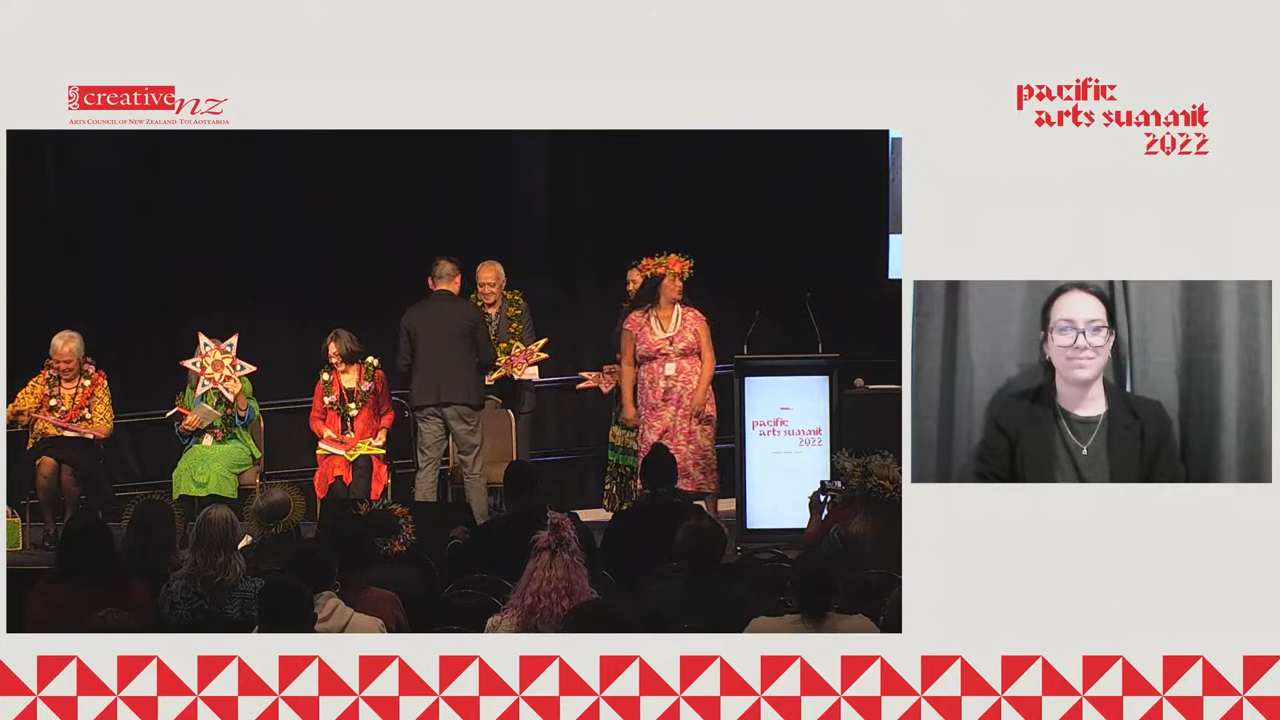 creative nz
ARTS COUNCIL OF NEW ZEALAND TOI AOTEAROA
pacific
arts summit
2022
pacific
arts summit
2022